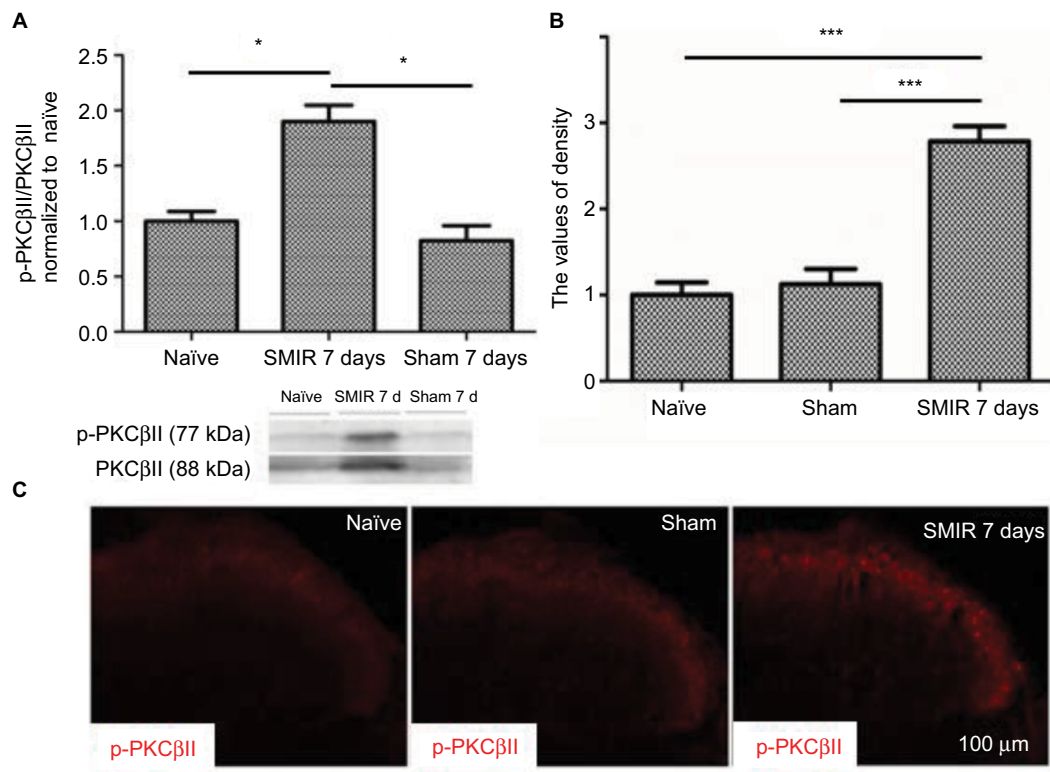 A
p-PKCβII/PKCβII
normalized to naïve
2.5
2.0
1.5
1.0
0.5
0.0
*
*
Naïve SMIR 7 days Sham 7 days
Naïve SMIR 7 d Sham 7 d
p-PKCβII (77 kDa)
PKCβII (88 kDa)
B
The values of density
3
2
1
0
***
***
Naïve Sham SMIR 7 days
C
Naïve
p-PKCβII
Sham
p-PKCβII
SMIR 7 days
p-PKCβII
100 μm